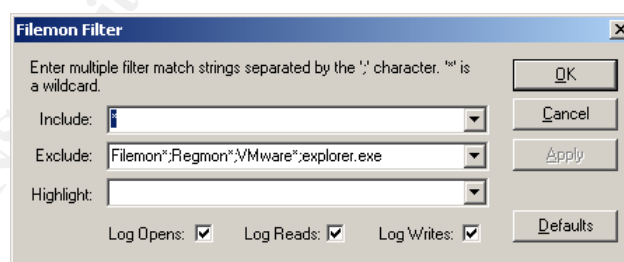 Filemon Filter
Enter multiple filter match strings separated by the ';' character. '*' is
a wildcard.
OK
Include: *
Cancel
Exclude: Filemon*;Regmon*;VMware*;explorer.exe
Apply
Highlight:
Log Opens: Log Reads: Log Writes:
Defaults